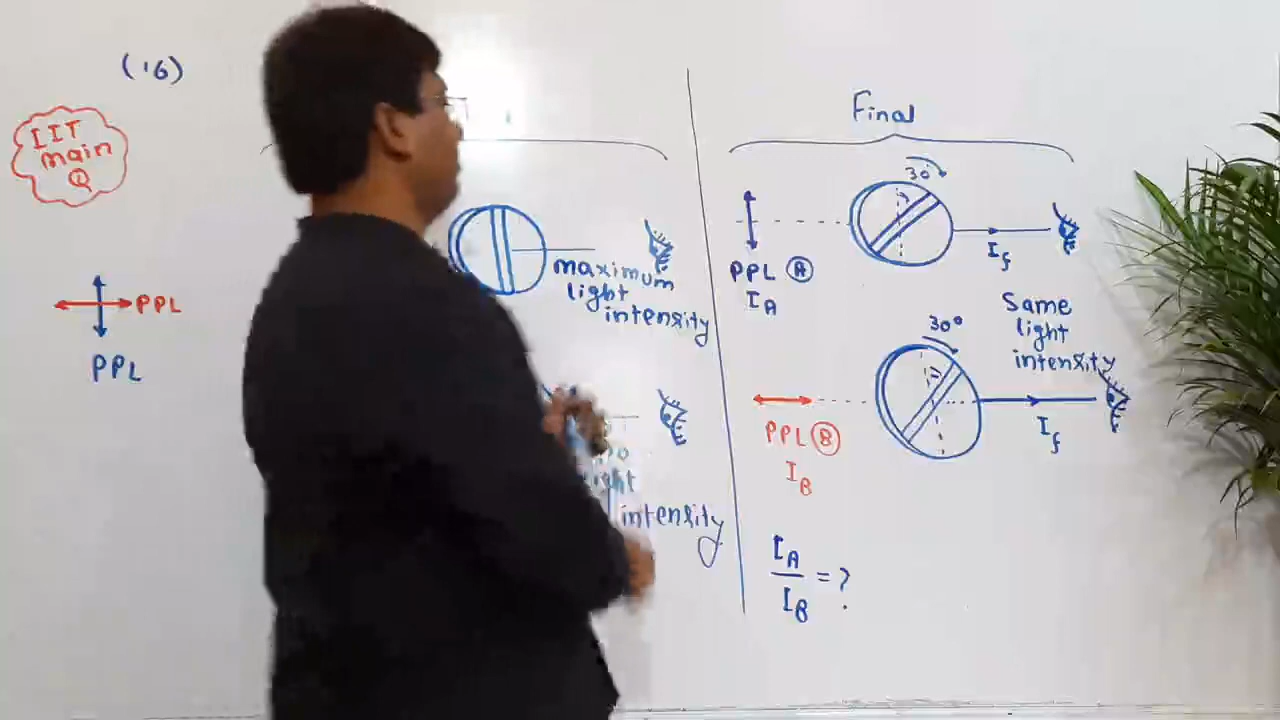 (16)
IIT
main
Q
PPL
PPL
maximum
light
intensity
intensity
Final
30°
PPL A
I_A
I_f
Same
light
intensity
30°
PPL B
I_B
I_f
I_A
I_B
= ?